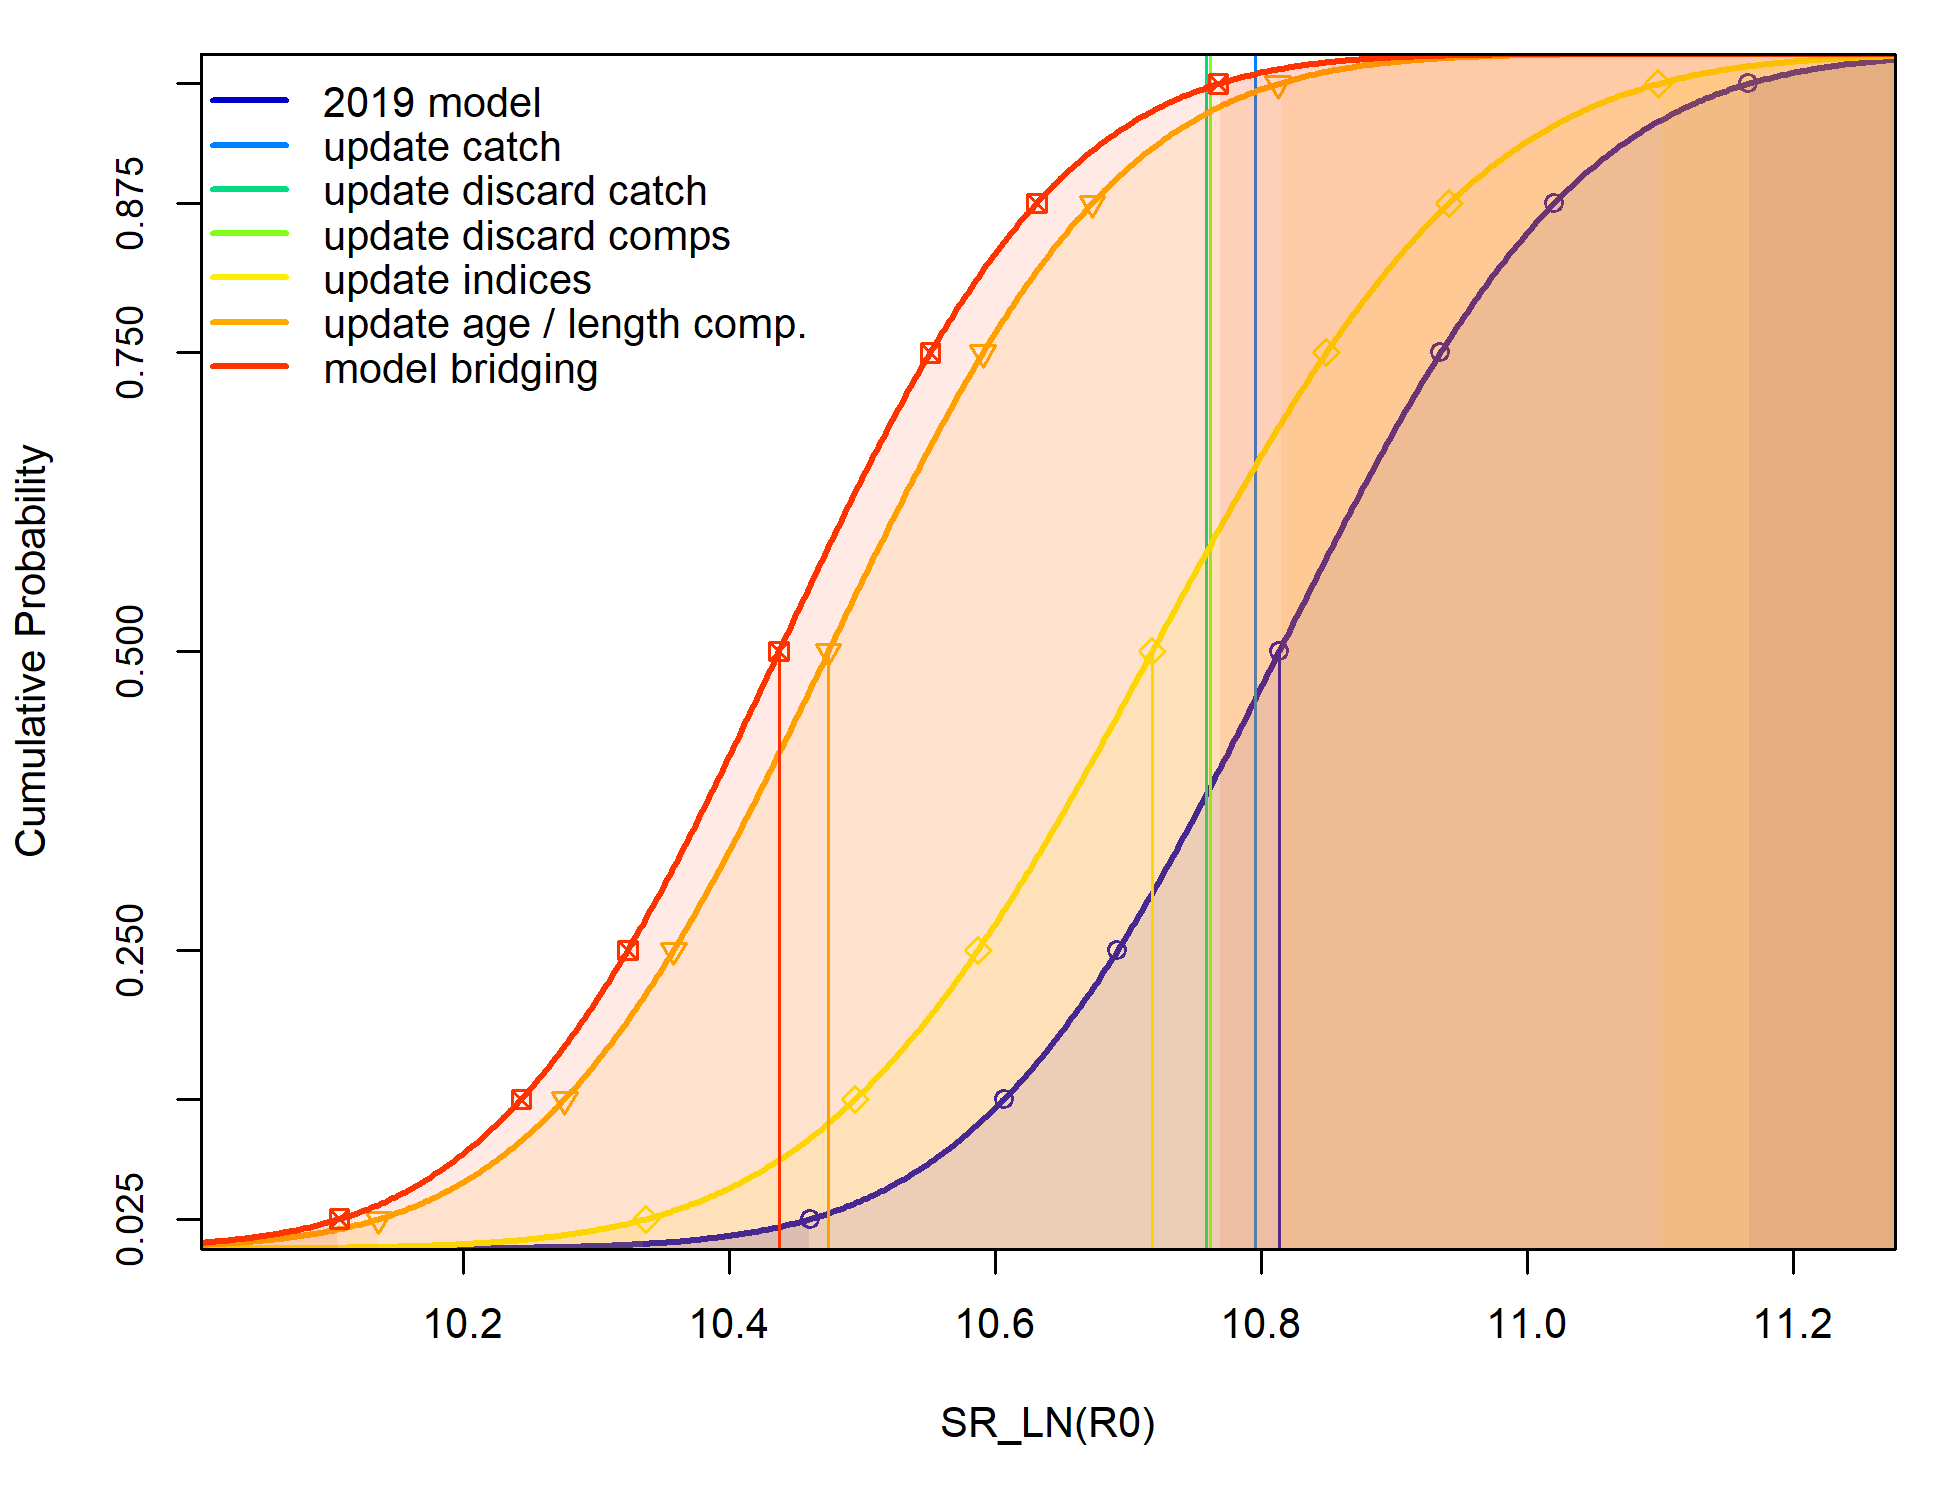 2019 model
update catch
update discard catch
update discard comps
update indices
update age / length comp.
model bridging
Cumulative Probability
0.875
0.750
0.500
0.250
0.025
10.2 10.4 10.6 10.8 11.0 11.2
SR_LN(R0)